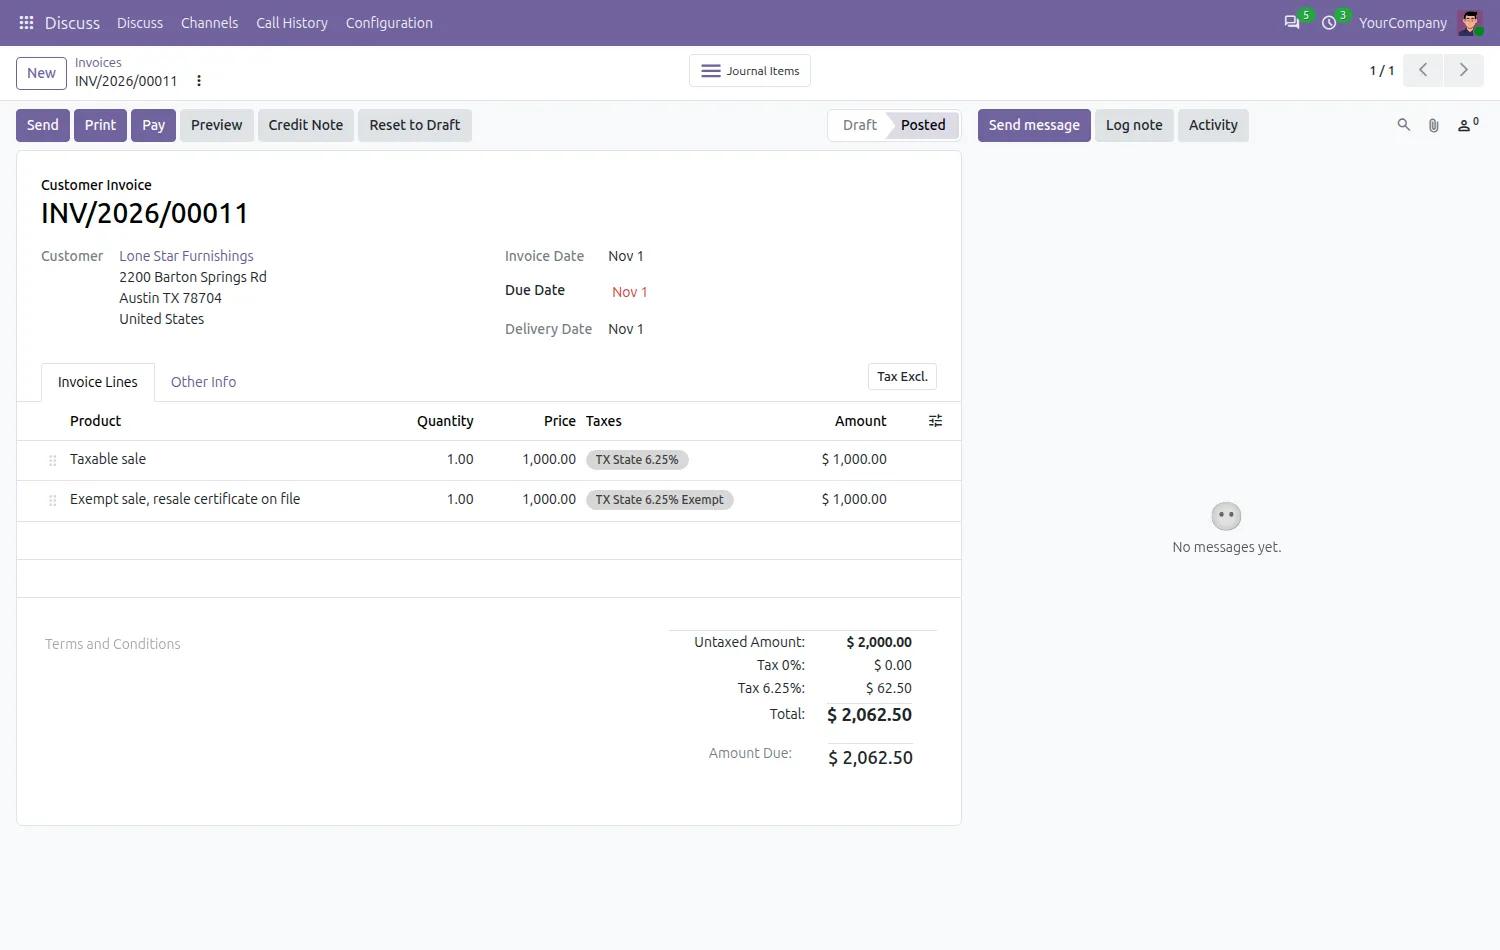 Discuss Discuss Channels Call History Configuration 5 3 YourCompany
New Invoices
INV/2026/00011
Journal Items
1 / 1
Send Print Pay Preview Credit Note Reset to Draft Draft Posted Send message Log note Activity 0
Customer Invoice
INV/2026/00011
Customer Lone Star Furnishings
2200 Barton Springs Rd
Austin TX 78704
United States
Invoice Date Nov 1
Due Date Nov 1
Delivery Date Nov 1
Invoice Lines Other Info Tax Excl.
Product Quantity Price Taxes Amount
Taxable sale 1.00 1,000.00 TX State 6.25% $ 1,000.00
Exempt sale, resale certificate on file 1.00 1,000.00 TX State 6.25% Exempt $ 1,000.00
Terms and Conditions
Untaxed Amount: $ 2,000.00
Tax 0%: $ 0.00
Tax 6.25%: $ 62.50
Total: $ 2,062.50
Amount Due: $ 2,062.50
No messages yet.